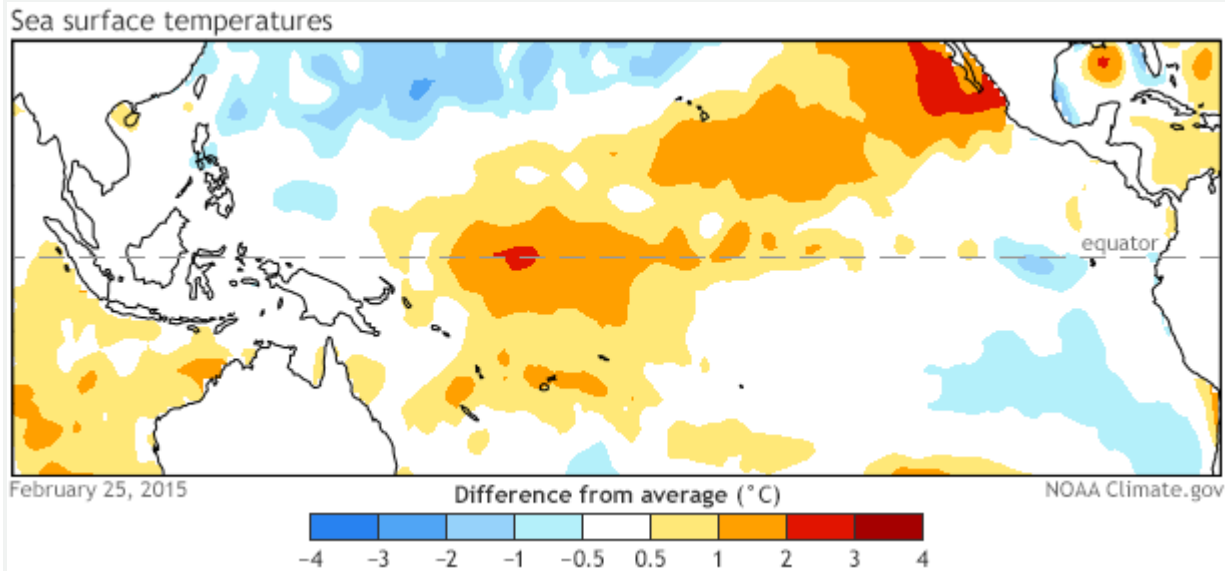 Sea surface temperatures
equator
February 25, 2015
Difference from average (°C)
NOAA Climate.gov
−4 −3 −2 −1 −0.5 0.5 1 2 3 4